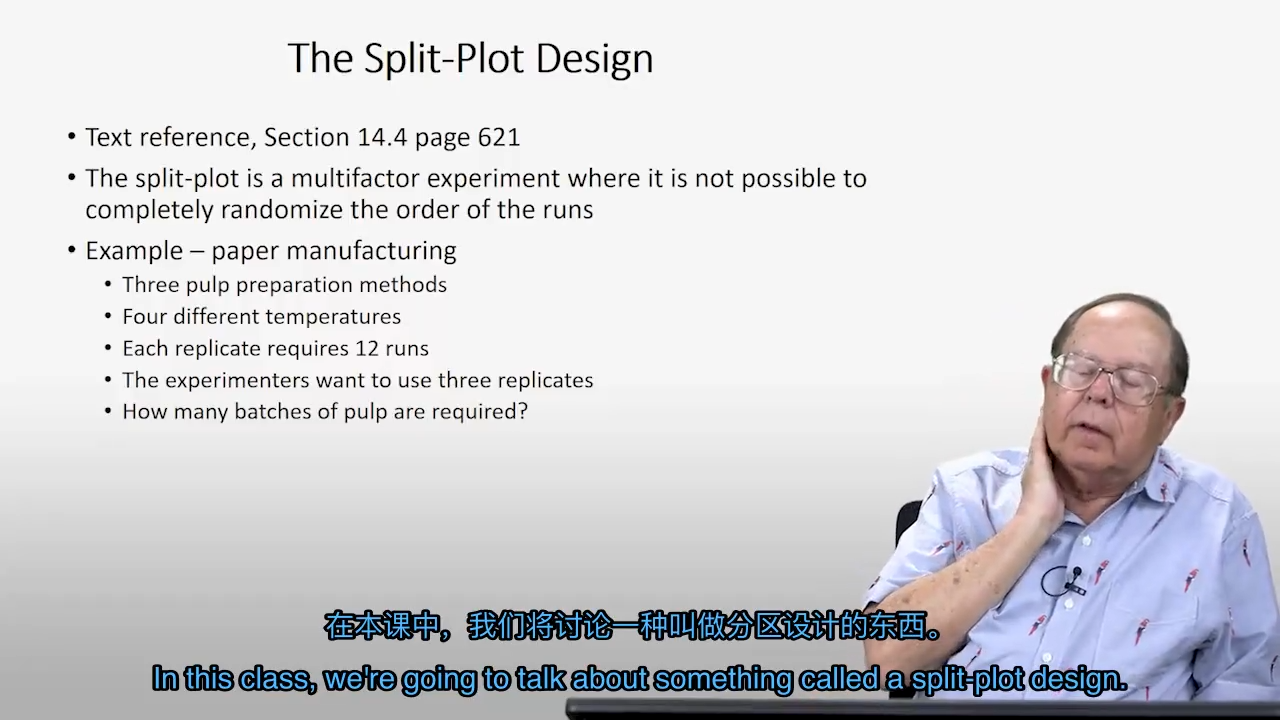 The Split-Plot Design
• Text reference, Section 14.4 page 621
• The split-plot is a multifactor experiment where it is not possible to
completely randomize the order of the runs
• Example – paper manufacturing
• Three pulp preparation methods
• Four different temperatures
• Each replicate requires 12 runs
• The experimenters want to use three replicates
• How many batches of pulp are required?
在本课中，我们将讨论一种叫做分区设计的东西。
In this class, we're going to talk about something called a split-plot design.